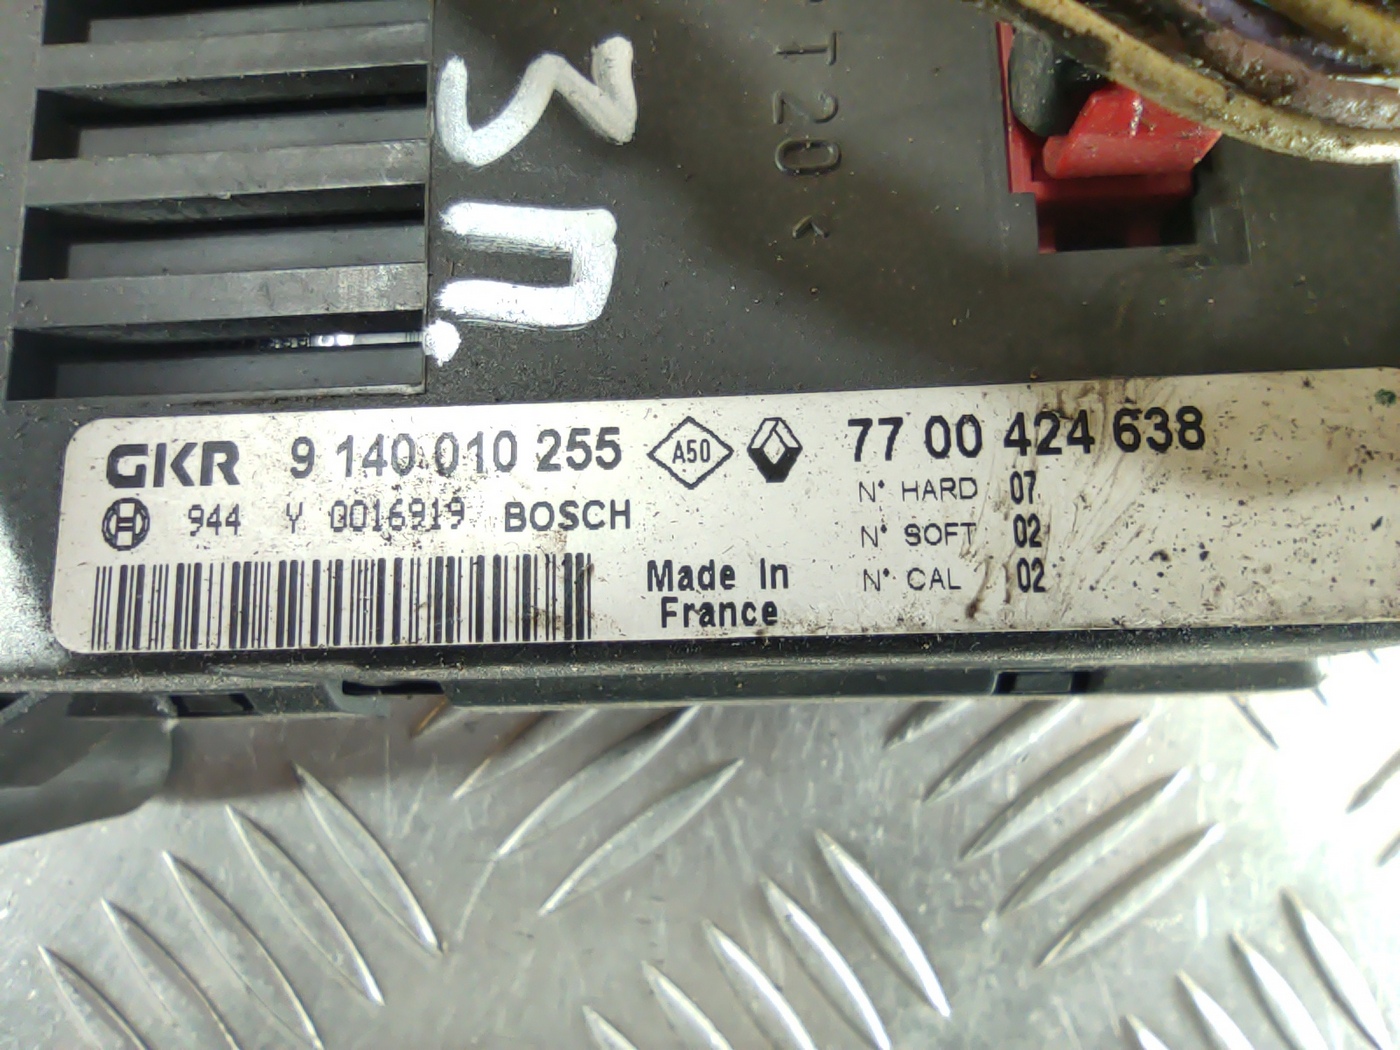 зп.
T20<
GKR 9 140 010 255 A50 77 00 424 638
944 Y 0016919 BOSCH
N° HARD 07
N° SOFT 02
N° CAL 02
Made In
France